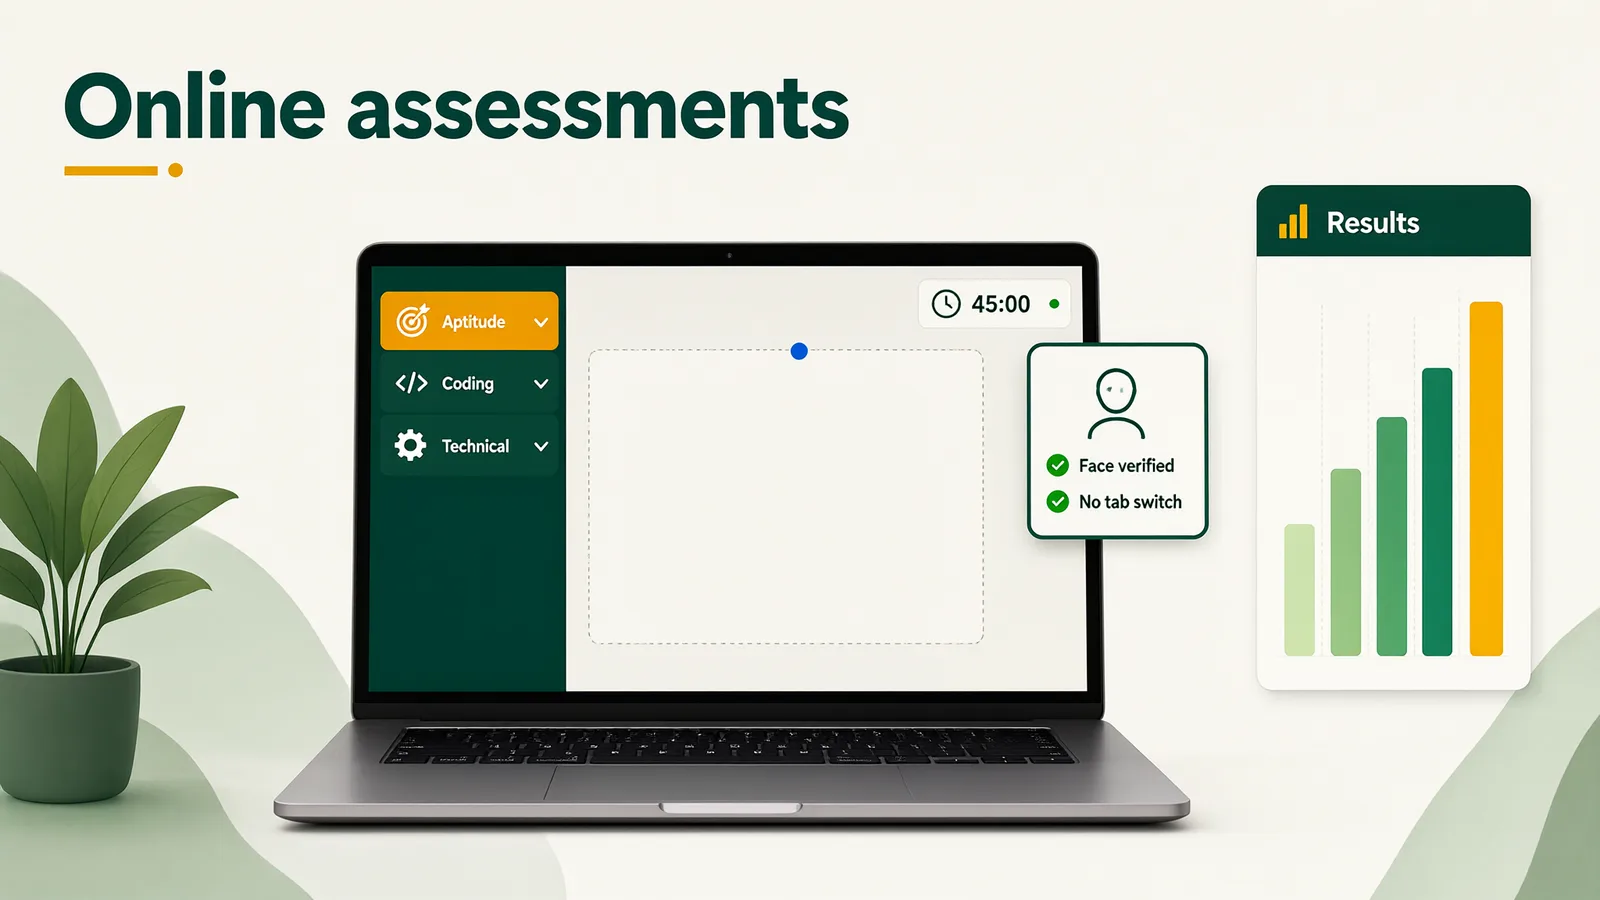 Online assessments
Results
Aptitude
Coding
Technical
45:00
Face verified
No tab switch